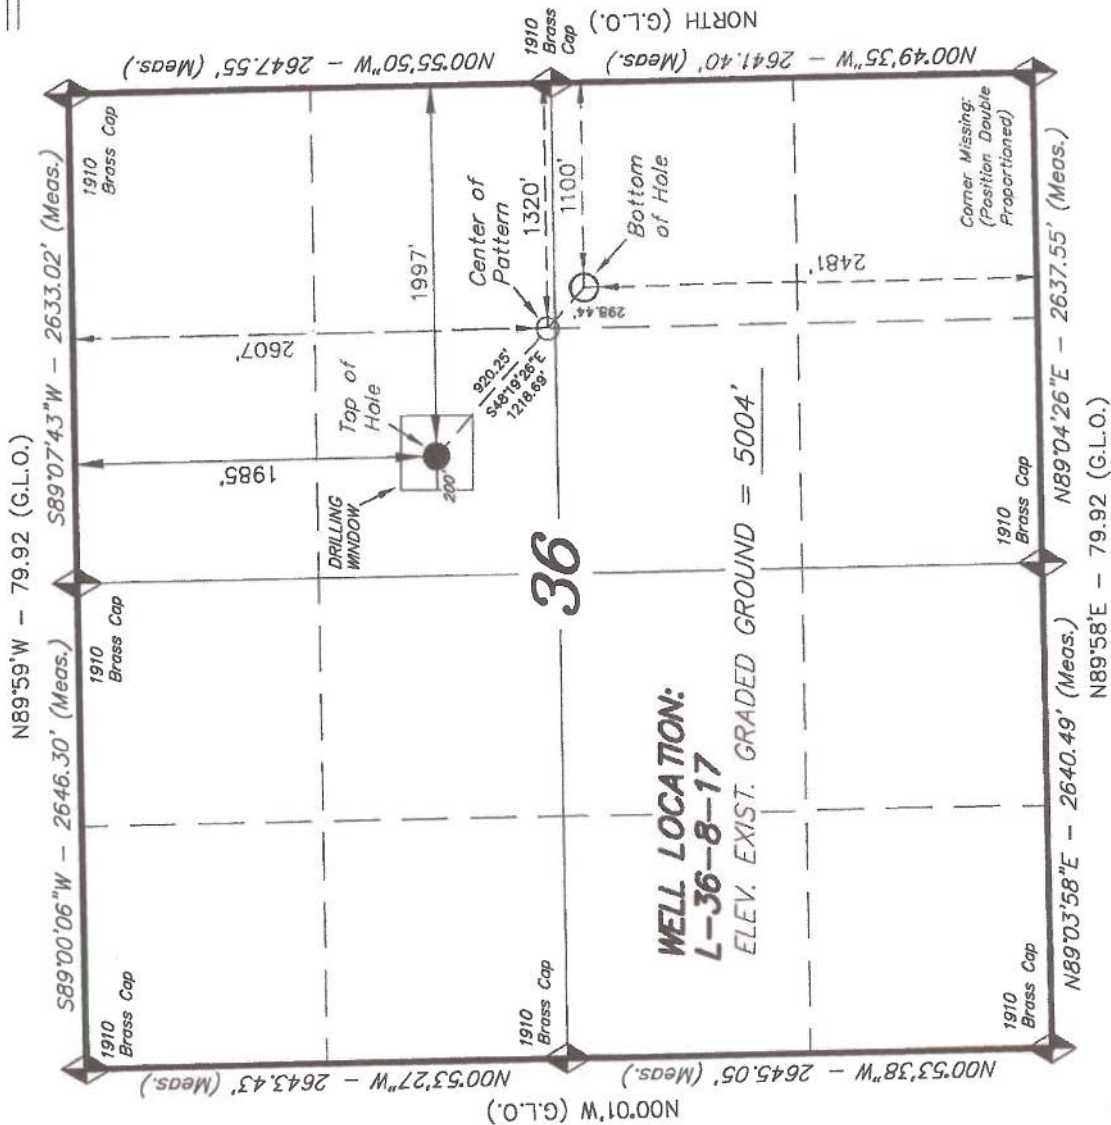 N89°59'W – 79.92 (G.L.O.)
S89°00'06"W – 2646.30' (Meas.)
S89°07'43"W – 2633.02' (Meas.)
1910
Brass Cap
1910
Brass Cap
1910
Brass Cap
N00°53'27"W – 2643.43' (Meas.)
N00°55'50"W – 2647.55' (Meas.)
1985'
2607'
Top of
Hole
DRILLING
WINDOW
200'
1997'
Center of
Pattern
920.25'
S48°19'26"E
1218.69'
1320'
1100'
298.44'
Bottom
of Hole
2481'
36
1910
Brass Cap
1910
Brass
Cap
NORTH (G.L.O.)
N00°01'W (G.L.O.)
WELL LOCATION:
L–36–8–17
ELEV. EXIST. GRADED GROUND = 5004'
N00°53'38"W – 2645.05' (Meas.)
N00°49'35"W – 2641.40' (Meas.)
Corner Missing:
(Position Double
Proportioned)
1910
Brass Cap
1910
Brass Cap
N89°03'58"E – 2640.49' (Meas.)
N89°04'26"E – 2637.55' (Meas.)
N89°58'E – 79.92 (G.L.O.)